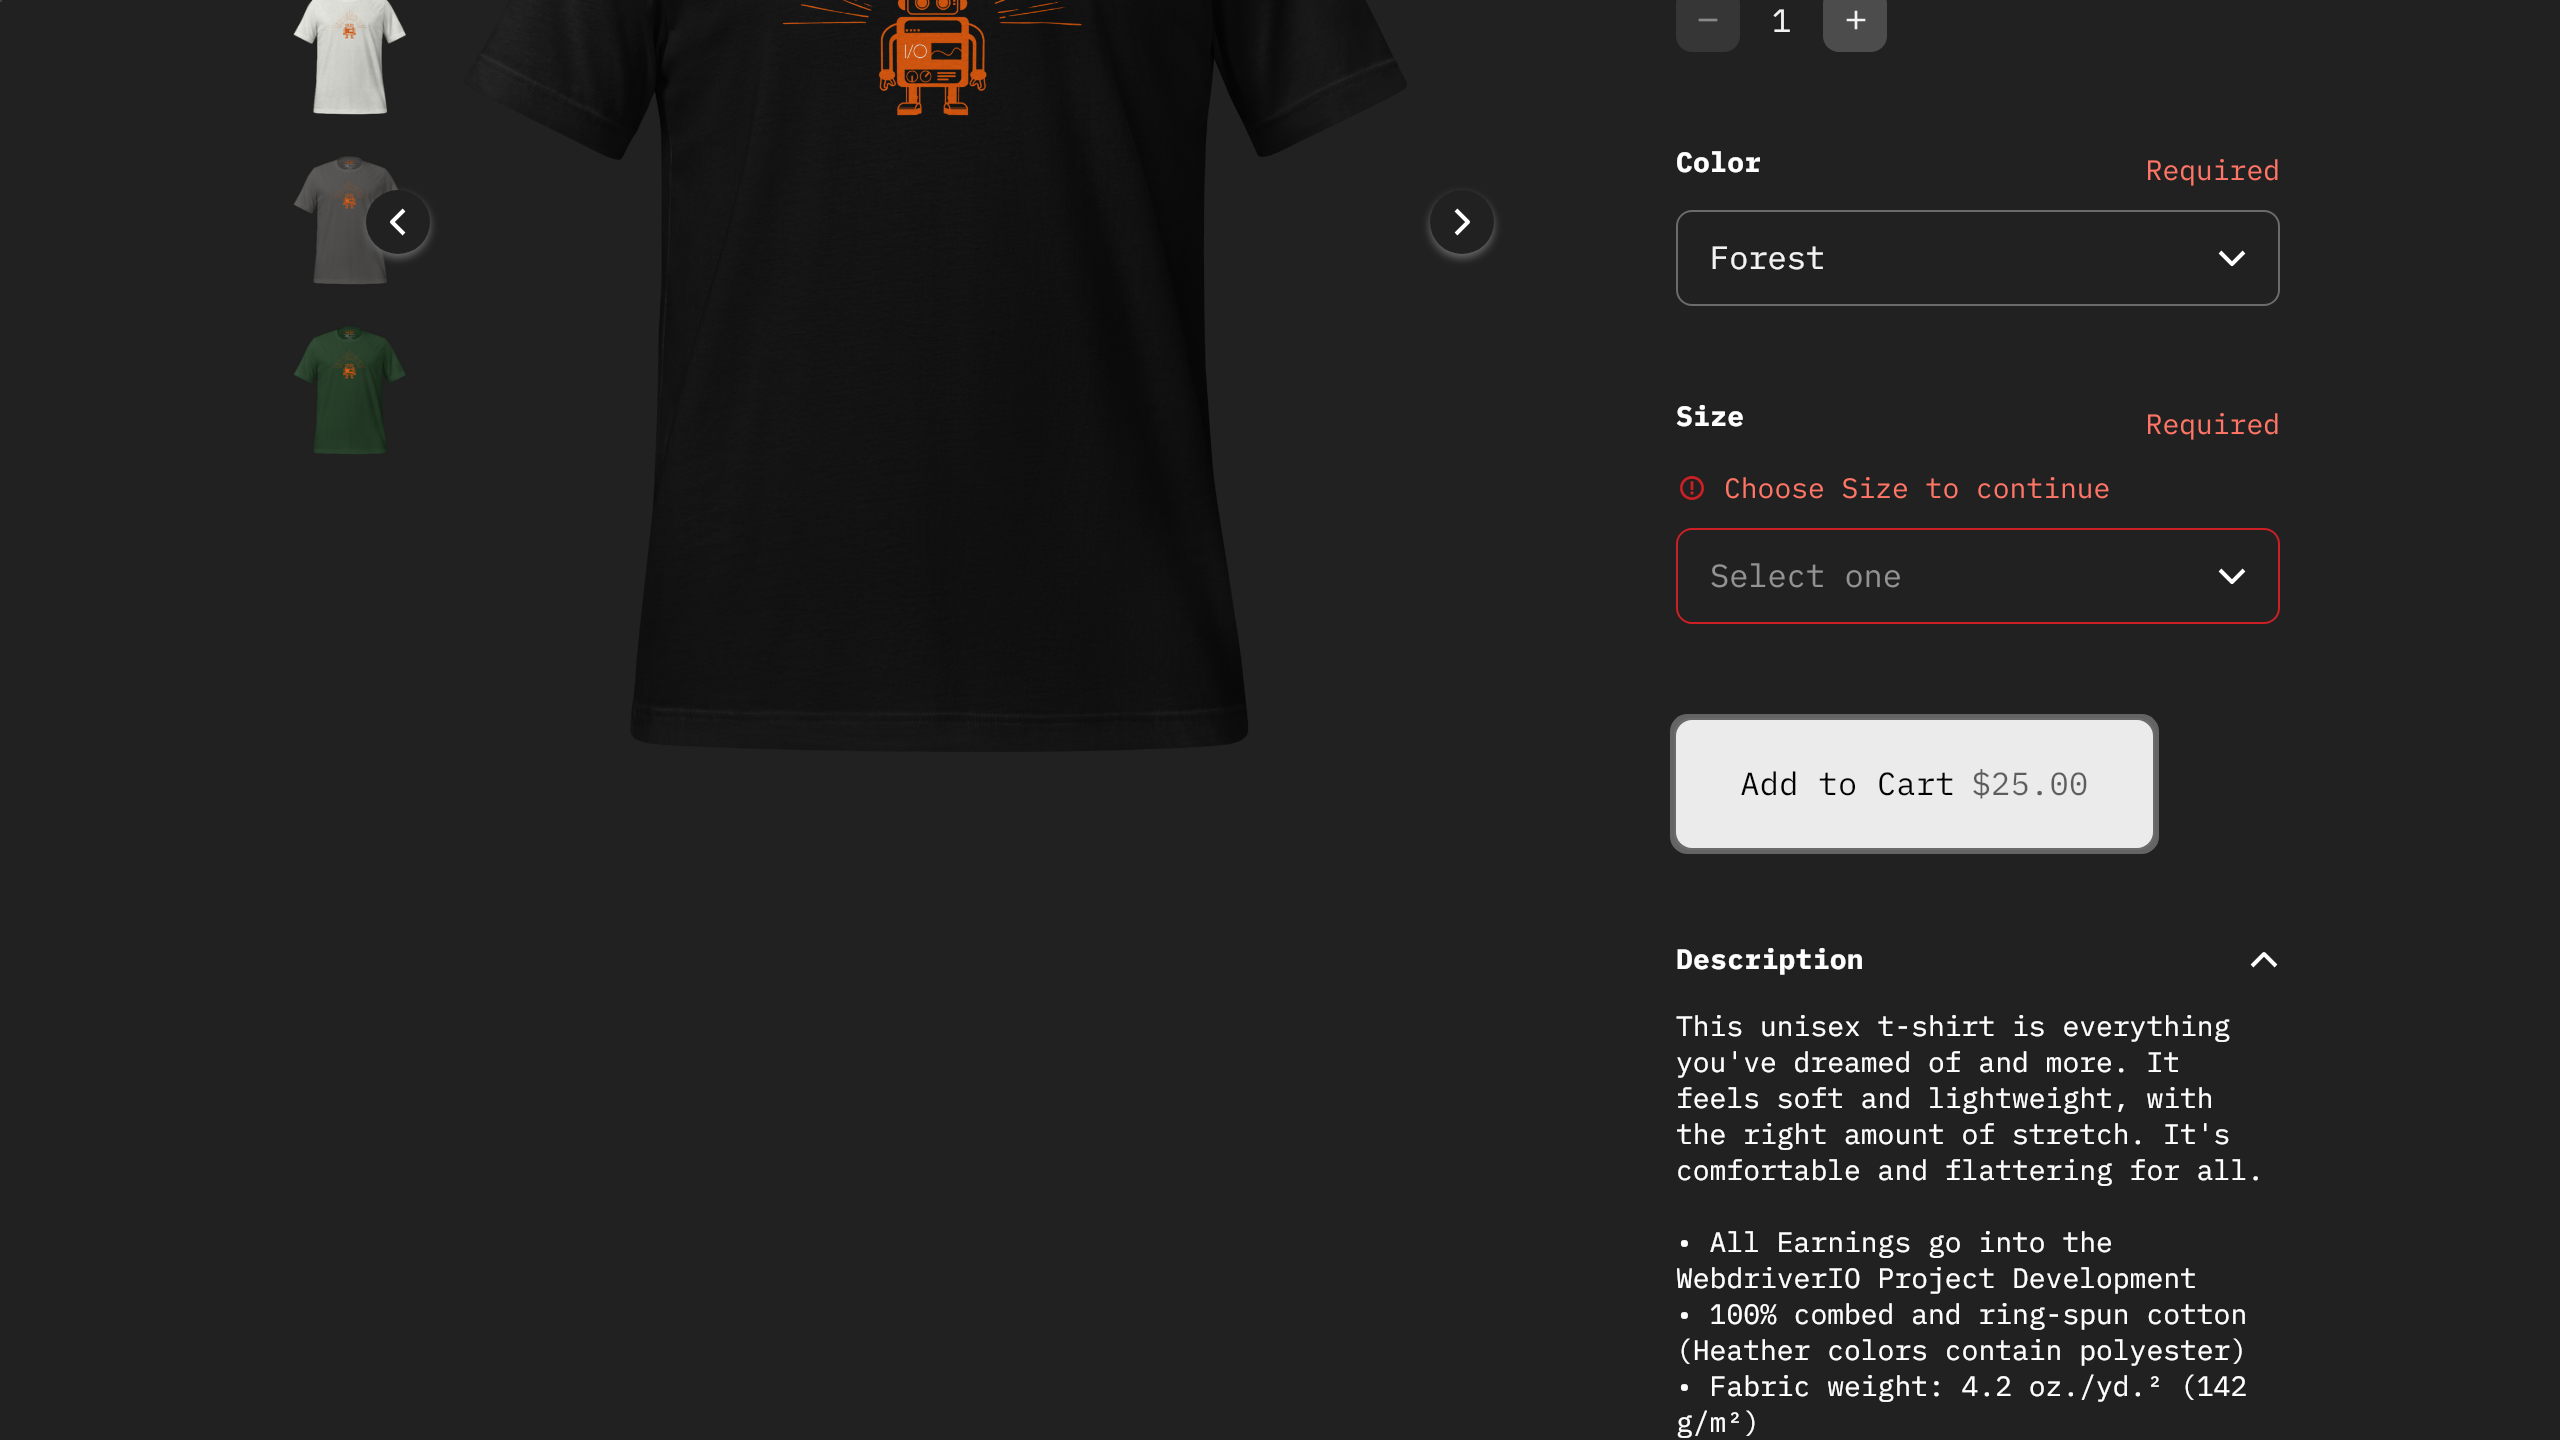 I/O
1
Color
Required
Forest
Size
Required
Choose Size to continue
Select one
Add to Cart $25.00
Description
This unisex t-shirt is everything
you've dreamed of and more. It
feels soft and lightweight, with
the right amount of stretch. It's
comfortable and flattering for all.
• All Earnings go into the
WebdriverIO Project Development
• 100% combed and ring-spun cotton
(Heather colors contain polyester)
• Fabric weight: 4.2 oz./yd.² (142
g/m²)